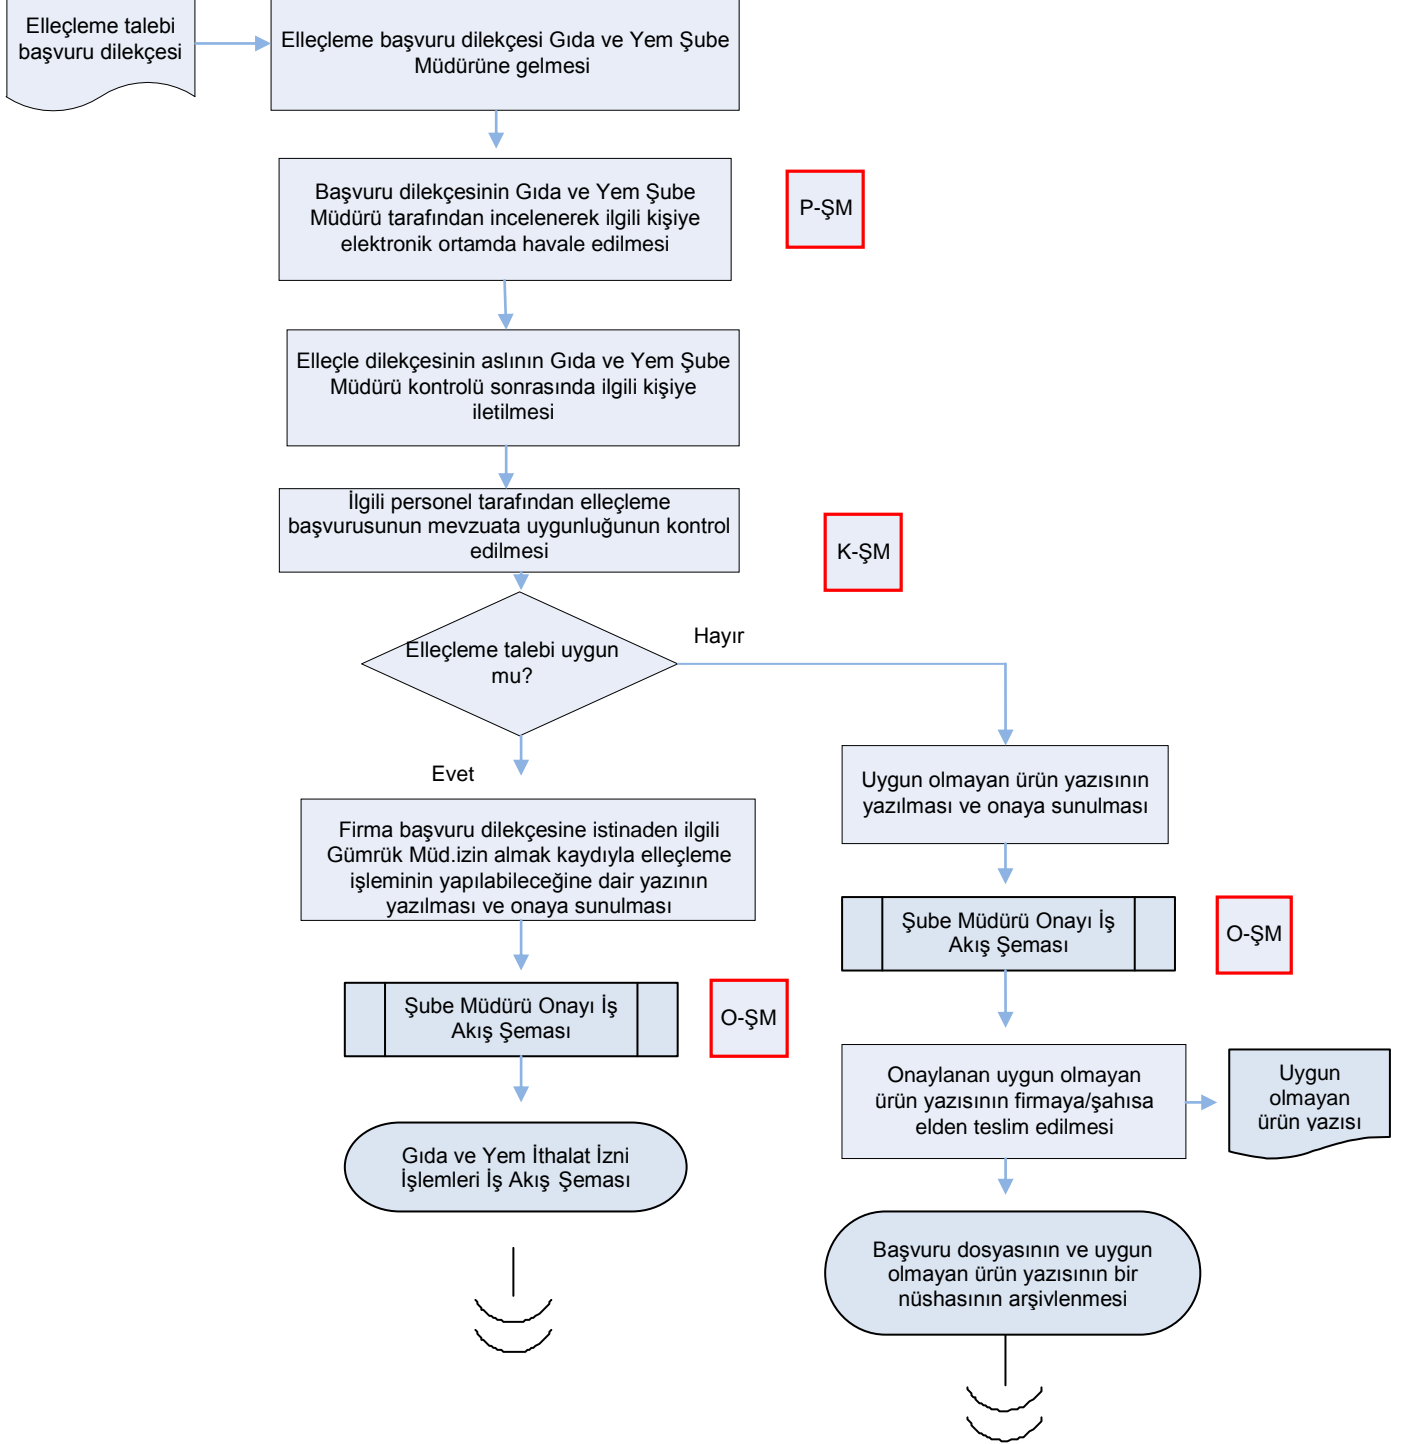 Elleçleme talebi
başvuru dilekçesi
Elleçleme başvuru dilekçesi Gıda ve Yem Şube
Müdürüne gelmesi
Başvuru dilekçesinin Gıda ve Yem Şube
Müdürü tarafından incelenerek ilgili kişiye
elektronik ortamda havale edilmesi
P-ŞM
Elleçle dilekçesinin aslının Gıda ve Yem Şube
Müdürü kontrolü sonrasında ilgili kişiye
iletilmesi
İlgili personel tarafından elleçleme
başvurusunun mevzuata uygunluğunun kontrol
edilmesi
K-ŞM
Elleçleme talebi uygun
mu?
Hayır
Evet
Firma başvuru dilekçesine istinaden ilgili
Gümrük Müd.izin almak kaydıyla elleçleme
işleminin yapılabileceğine dair yazının
yazılması ve onaya sunulması
Şube Müdürü Onayı İş
Akış Şeması
O-ŞM
Gıda ve Yem İthalat İzni
İşlemleri İş Akış Şeması
Uygun olmayan ürün yazısının
yazılması ve onaya sunulması
Şube Müdürü Onayı İş
Akış Şeması
O-ŞM
Onaylanan uygun olmayan
ürün yazısının firmaya/şahısa
elden teslim edilmesi
Uygun
olmayan
ürün yazısı
Başvuru dosyasının ve uygun
olmayan ürün yazısının bir
nüshasının arşivlenmesi